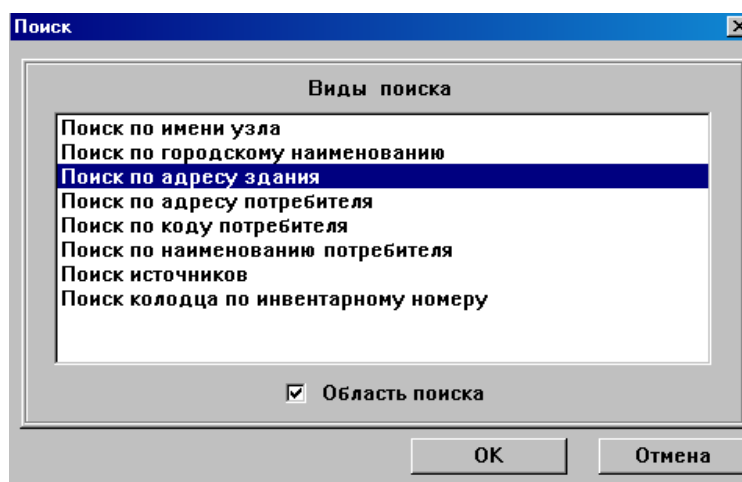 Поиск
Виды поиска
Поиск по имени узла
Поиск по городскому наименованию
Поиск по адресу здания
Поиск по адресу потребителя
Поиск по коду потребителя
Поиск по наименованию потребителя
Поиск источников
Поиск колодца по инвентарному номеру
Область поиска
OK Отмена